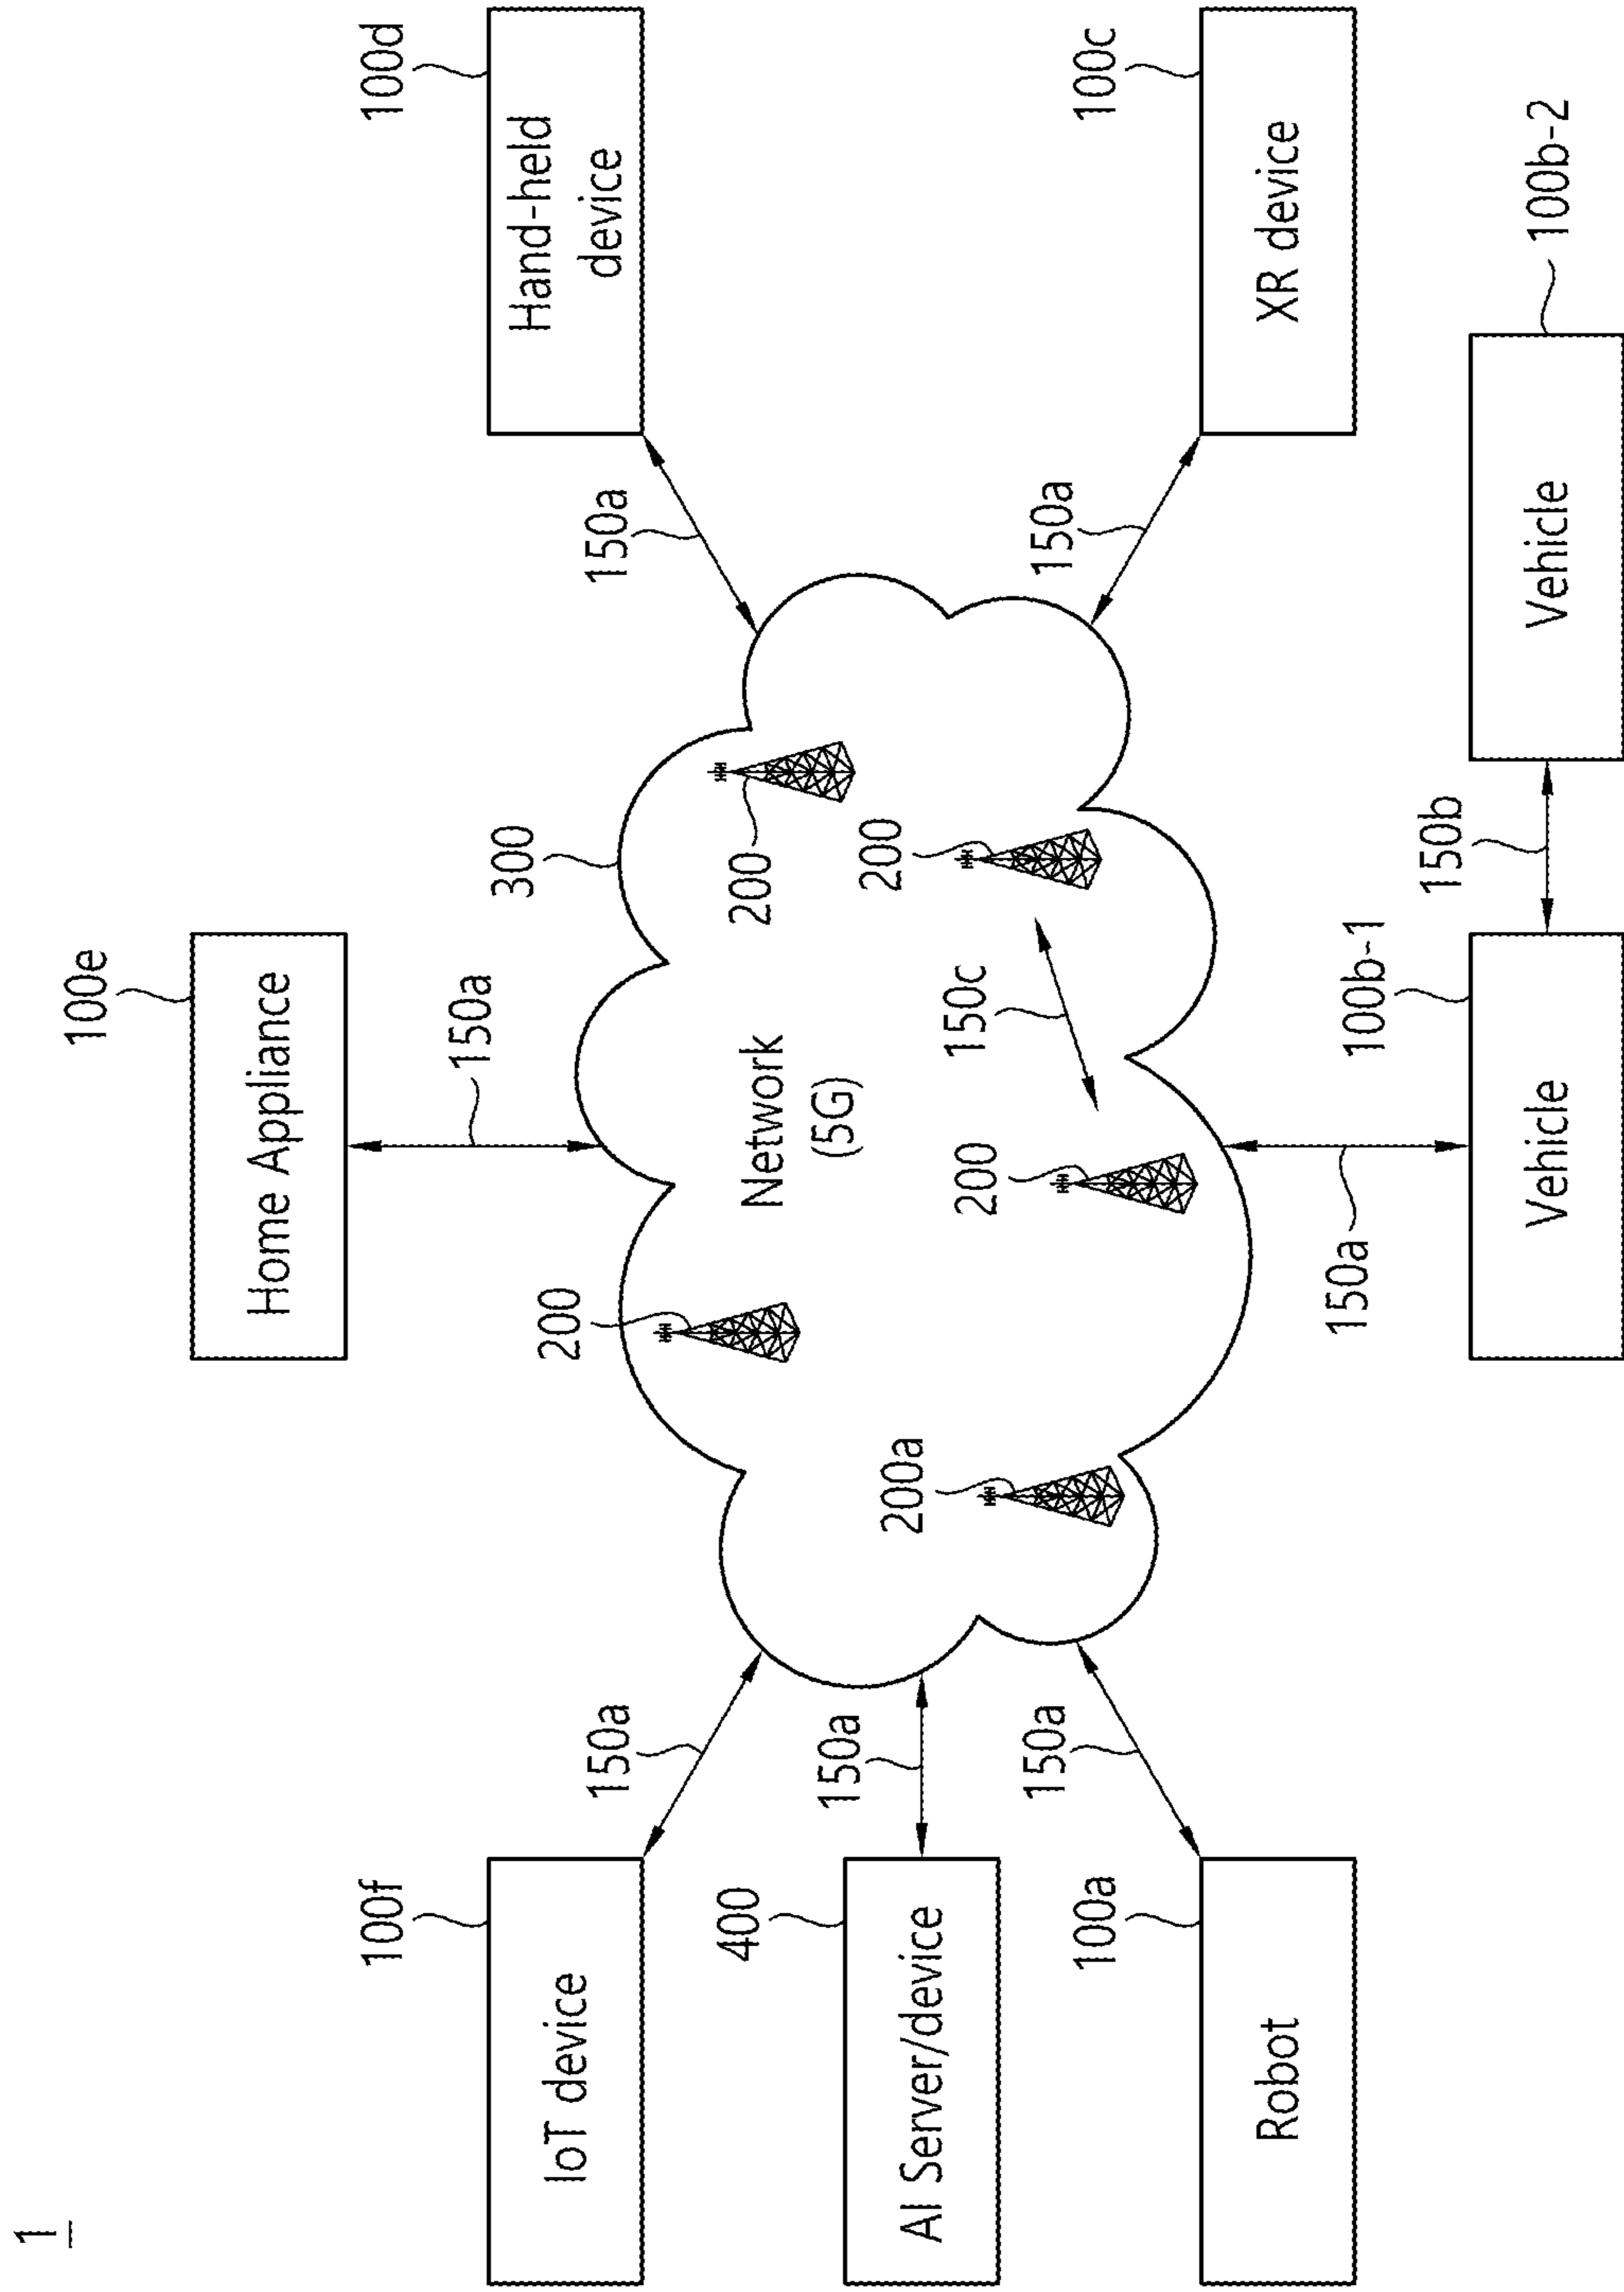 1
100e
Home Appliance
150a
100f
IoT device
150a
300
100d
Hand-held
device
150a
200
200
Network
(5G)
400
AI Server/device
150a
200a
200
150c
200
100a
Robot
150a
150a
100c
XR device
150a
100b-1
Vehicle
150b
100b-2
Vehicle